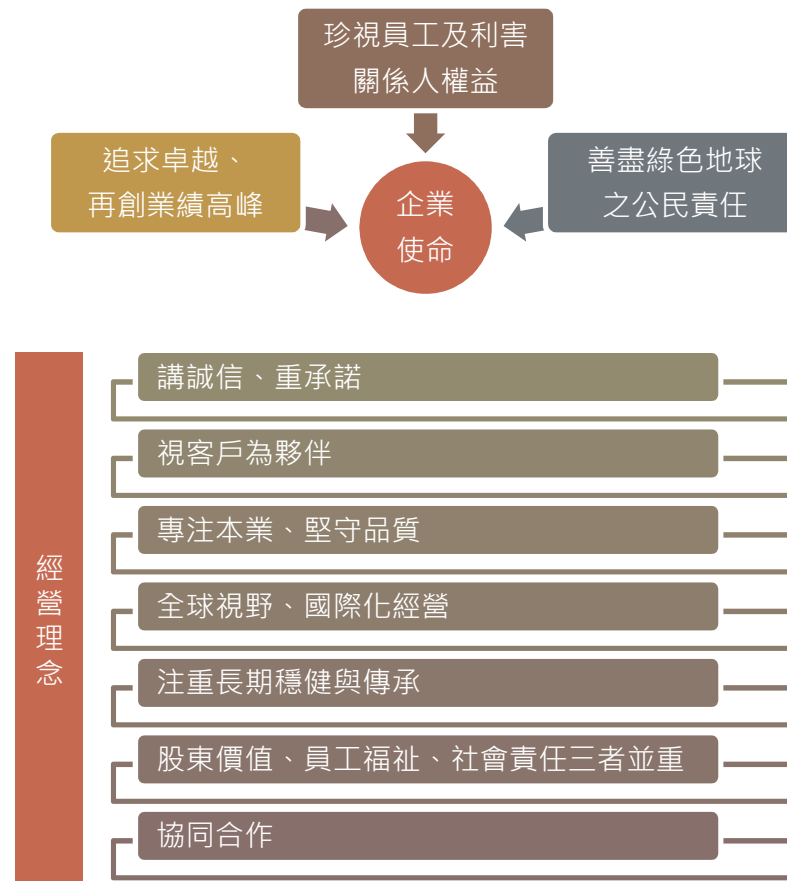 珍視員工及利害
關係人權益
追求卓越、
再創業績高峰
企業
使命
善盡綠色地球
之公民責任
經營理念
講誠信、重承諾
視客戶為夥伴
專注本業、堅守品質
全球視野、國際化經營
注重長期穩健與傳承
股東價值、員工福祉、社會責任三者並重
協同合作